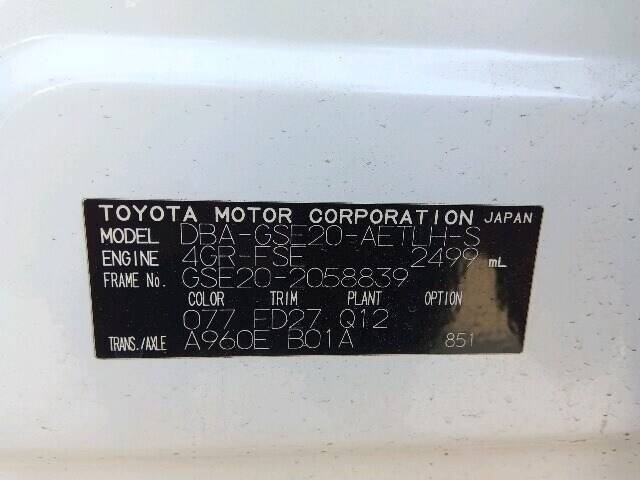 TOYOTA MOTOR CORPORATION JAPAN
MODEL DBA-GSE20-AETLH-S
ENGINE 4GR-FSE 2499 mL
FRAME No. GSE20-2058839
COLOR TRIM PLANT OPTION
077 FD27 Q12
TRANS./AXLE A960E B01A 851